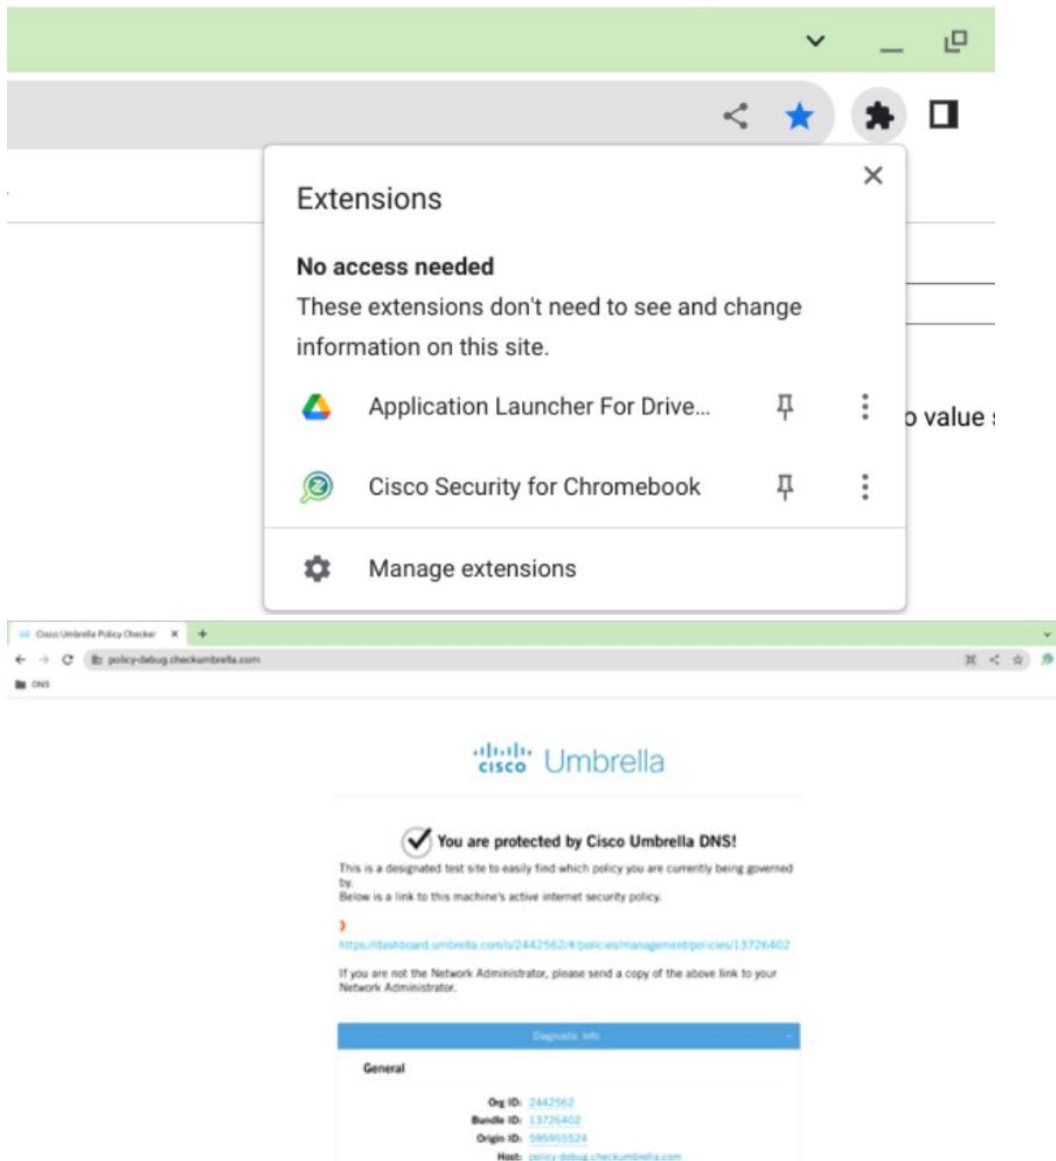 Extensions
No access needed
These extensions don't need to see and change
information on this site.
Application Launcher For Drive...
o value
Cisco Security for Chromebook
Manage extensions
Cisco Umbrella Policy Checker
policy-debug.checkumbrella.com
DNS
cisco Umbrella
You are protected by Cisco Umbrella DNS!
This is a designated test site to easily find which policy you are currently being governed
by.
Below is a link to this machine's active internet security policy.
https://dashboard.umbrella.com/o/2442562/#/policies/management/policies/13726402
If you are not the Network Administrator, please send a copy of the above link to your
Network Administrator.
Diagnostic Info
General
Org ID: 2442562
Bundle ID: 13726402
Origin ID: 595955524
Host: policy-debug.checkumbrella.com